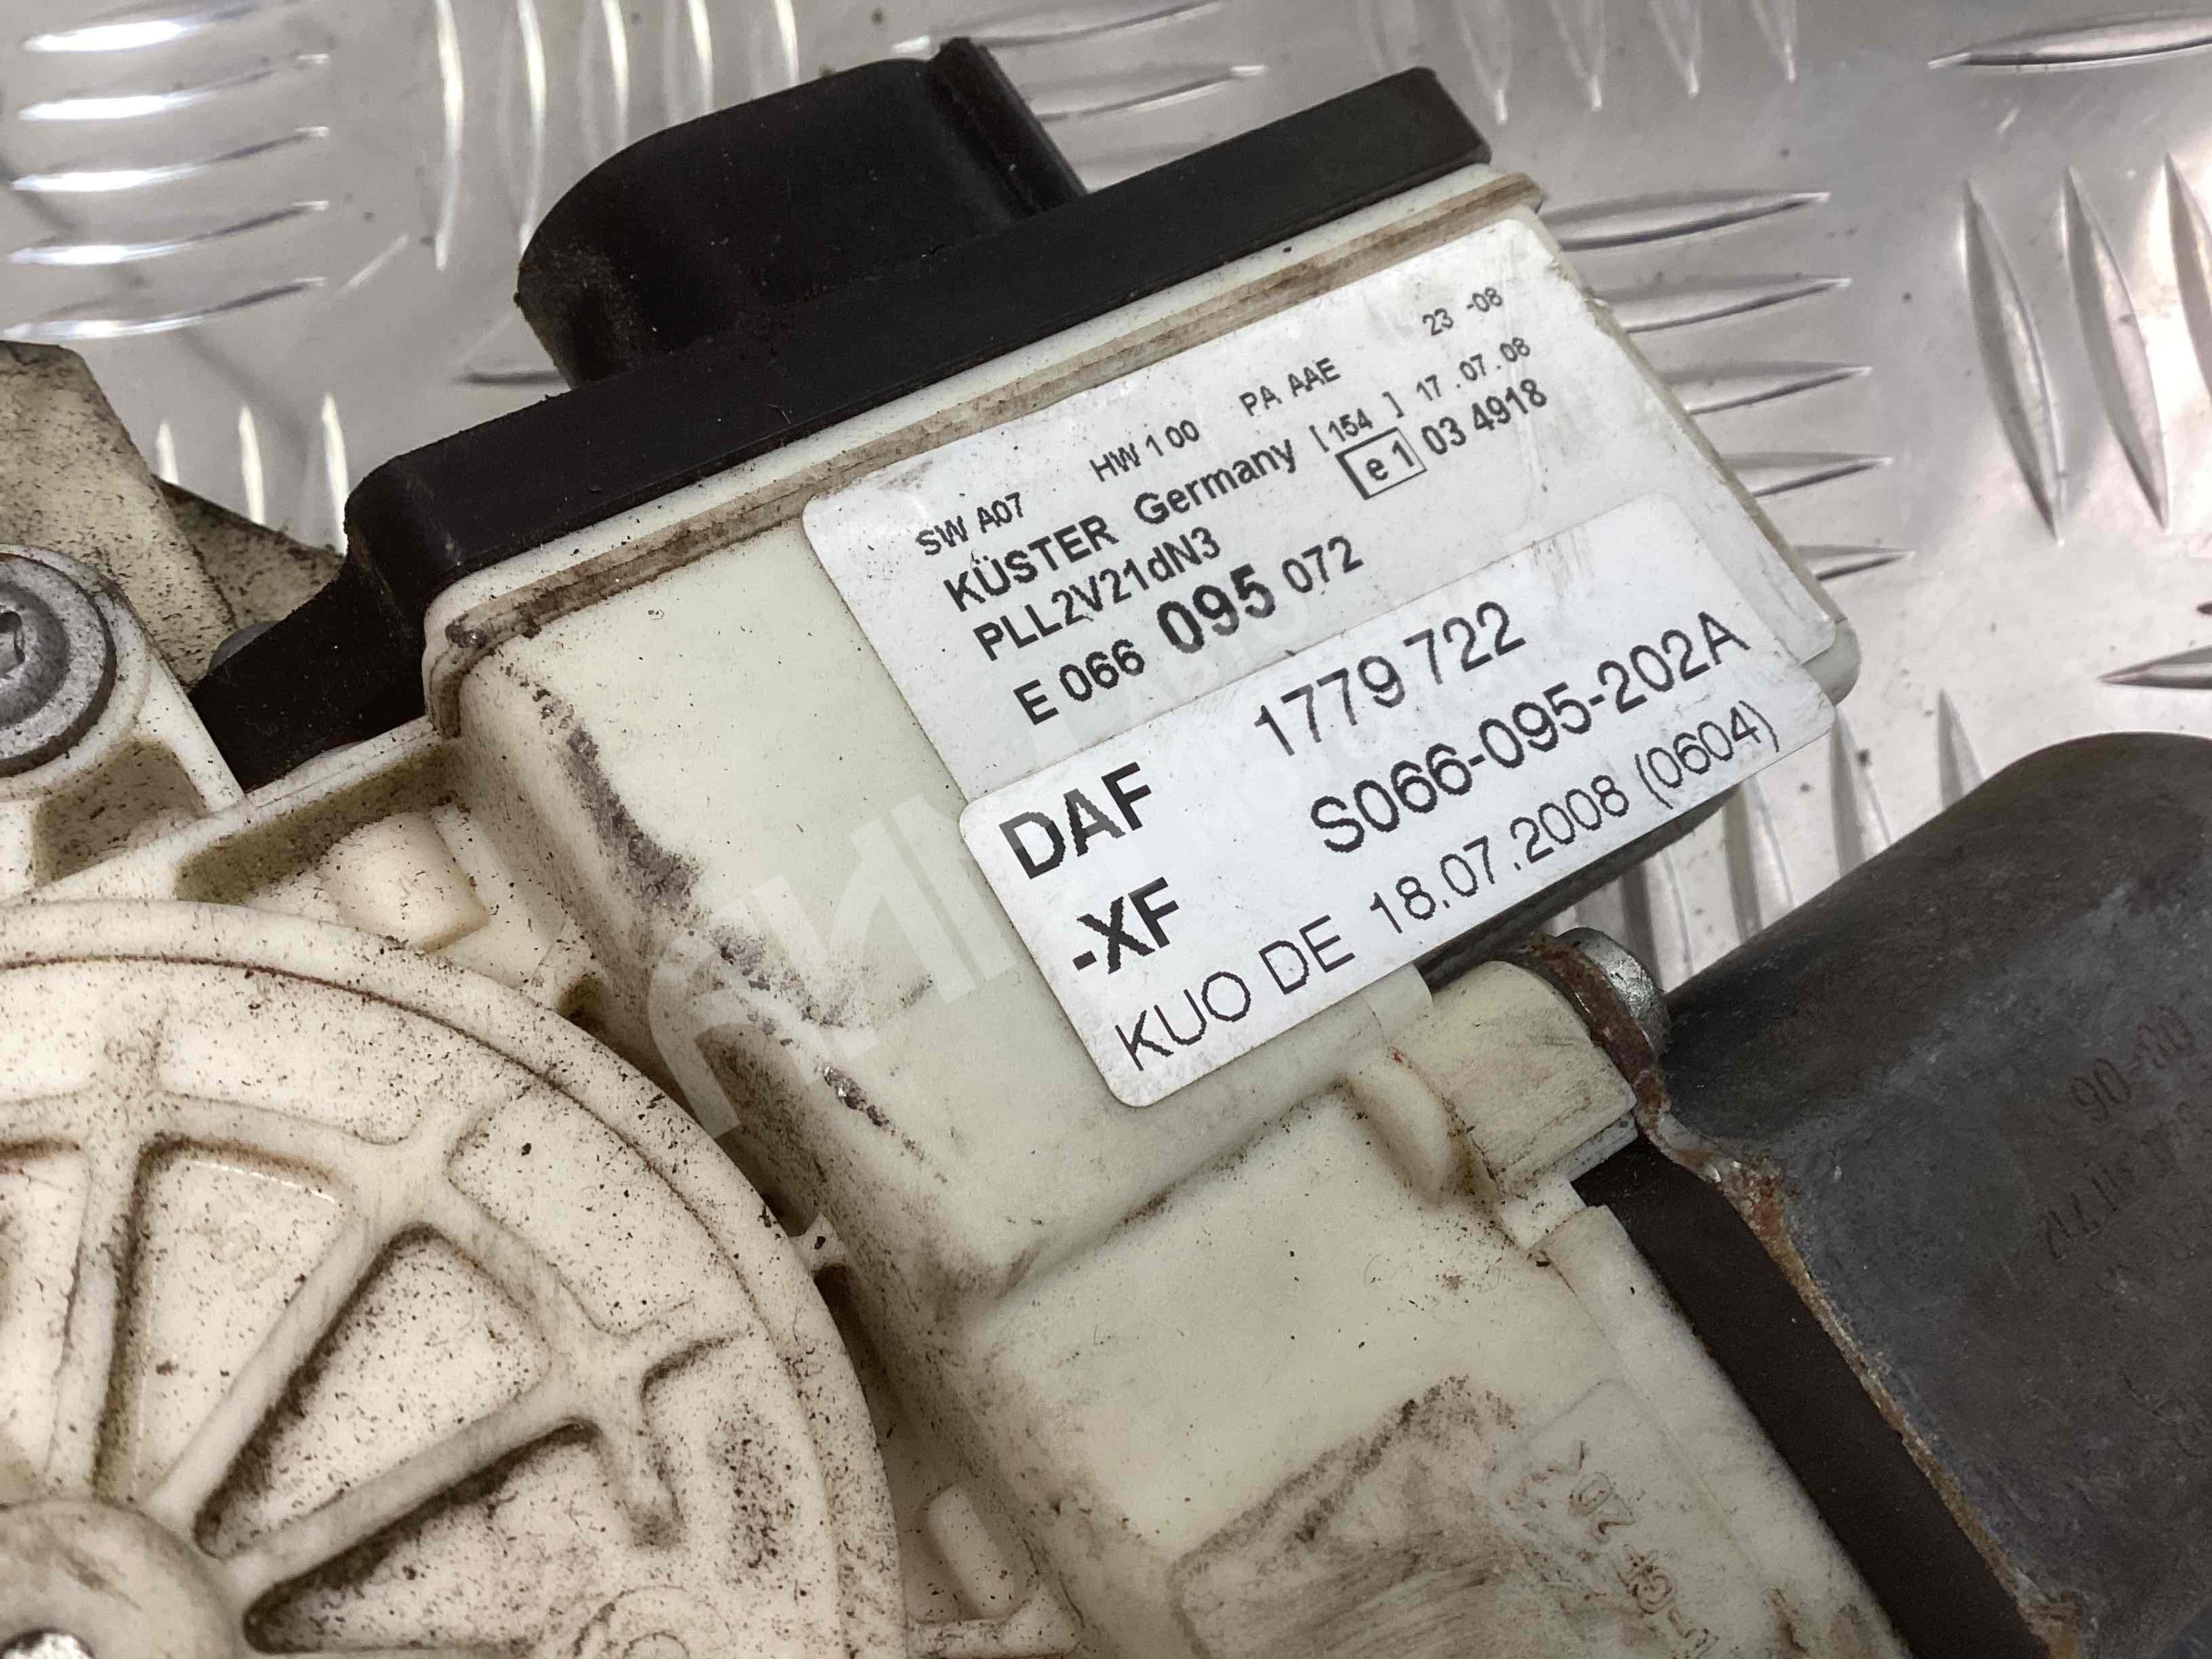 SW A07 HW 1 00 PA AAE 23 -08
KÜSTER Germany [154 ] 17.07.08
PLL2V21dN3 e1 03 4918
E 066 095 072
DAF 1779 722
-XF S066-095-202A
KUO DE 18.07.2008 (0604)